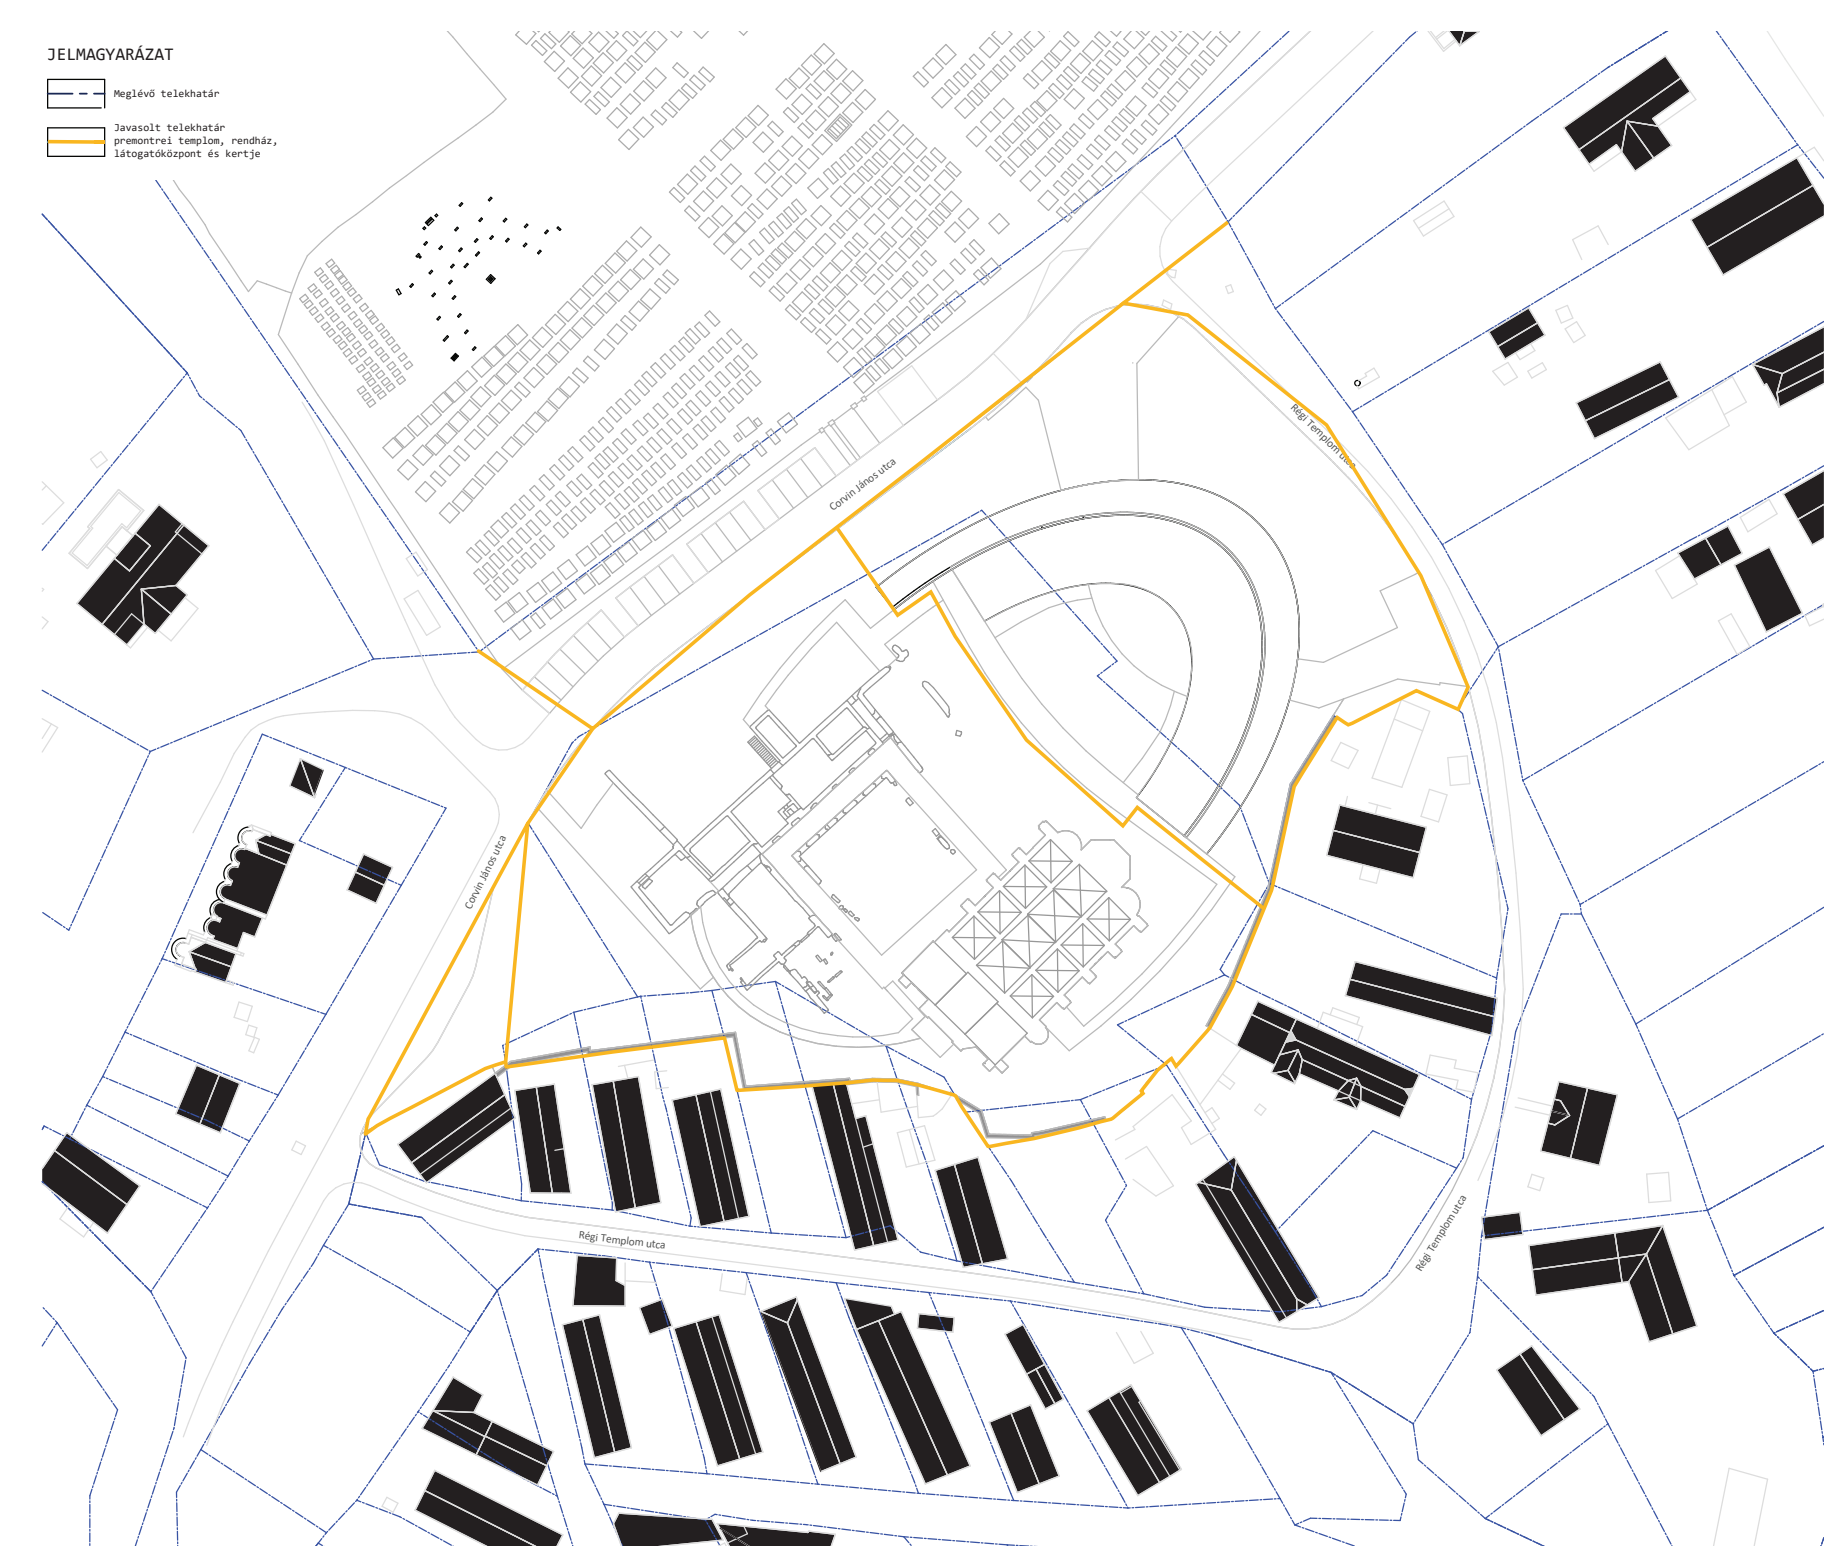 JELMAGYARÁZAT
Meglévő telekhatár
Javasolt telekhatár
premontrei templom, rendház,
látogatóközpont és kertje
Régi Templom utca
Corvin János utca
Corvin János utca
Régi Templom utca
Régi Templom utca